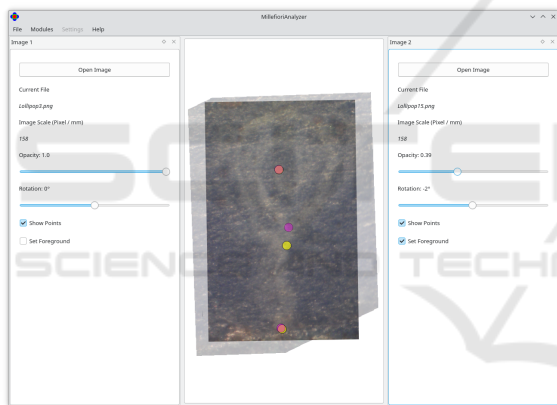 MillefioriAnalyzer
File Modules Settings Help
Image 1
Open Image
Current File
Lollipop3.png
Image Scale (Pixel / mm)
158
Opacity: 1.0
Rotation: 0°
Show Points
Set Foreground
Image 2
Open Image
Current File
Lollipop15.png
Image Scale (Pixel / mm)
158
Opacity: 0.39
Rotation: -2°
Show Points
Set Foreground